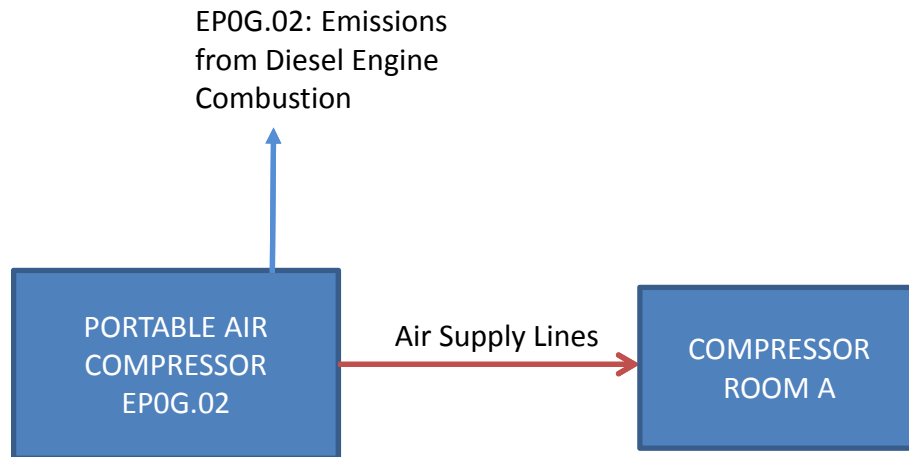 EP0G.02: Emissions
from Diesel Engine
Combustion
PORTABLE AIR
COMPRESSOR
EP0G.02
Air Supply Lines
COMPRESSOR
ROOM A